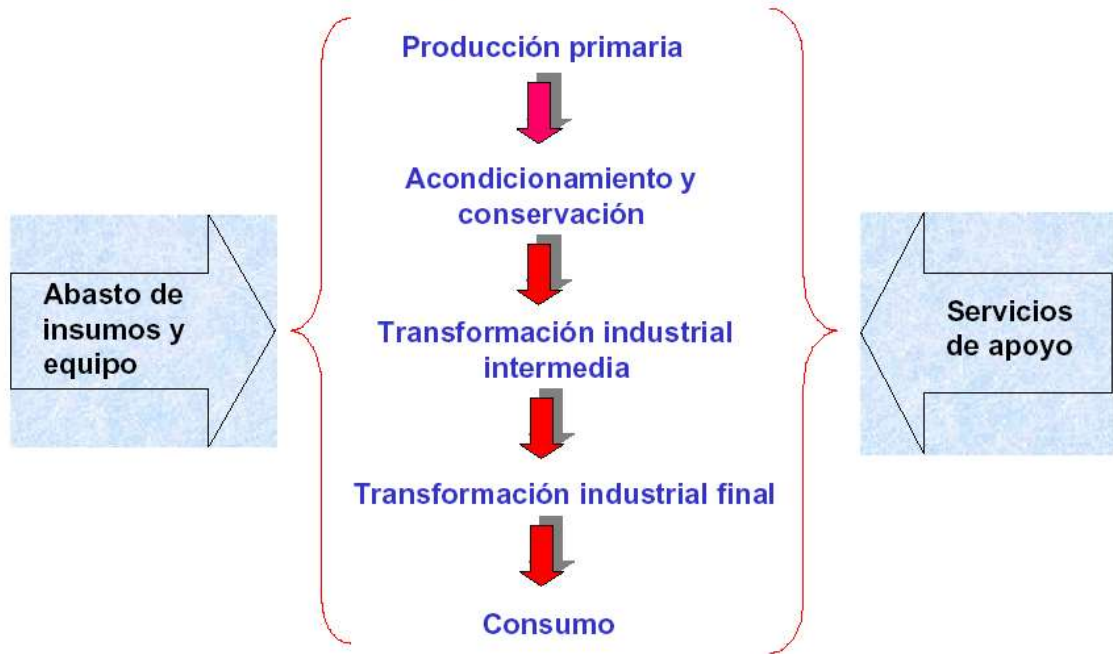 Producción primaria
Acondicionamiento y
conservación
Transformación industrial
intermedia
Transformación industrial final
Consumo
Abasto de
insumos y
equipo
Servicios
de apoyo